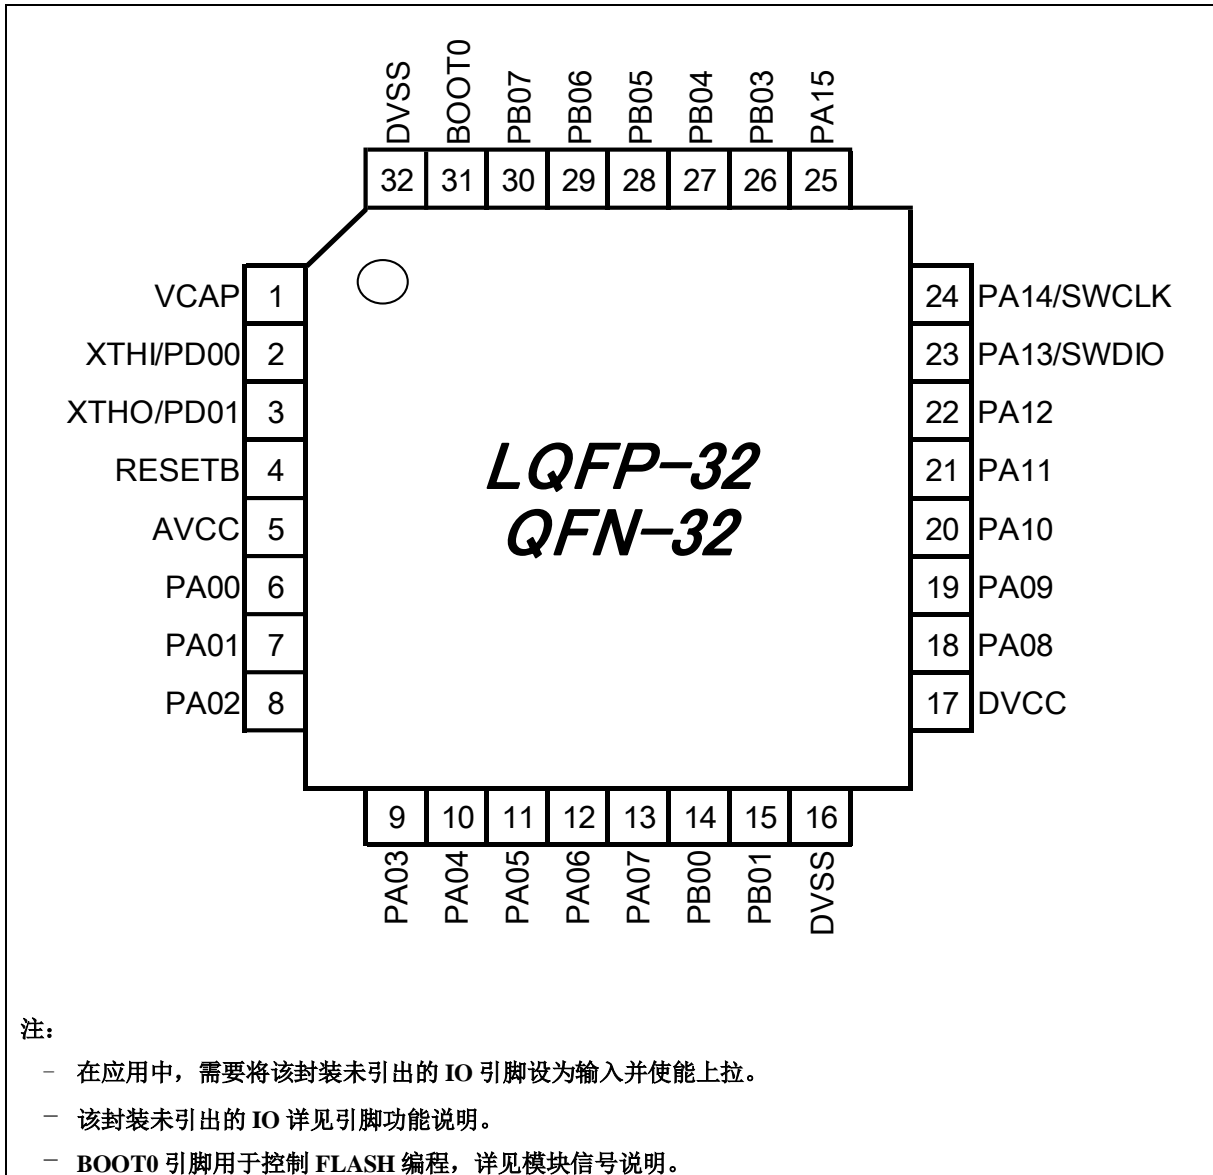 DVSS
BOOT0
PB07
PB06
PB05
PB04
PB03
PA15
32 31 30 29 28 27 26 25
VCAP 1
XTHI/PD00 2
XTHO/PD01 3
RESETB 4
AVCC 5
PA00 6
PA01 7
PA02 8
LQFP-32
QFN-32
24 PA14/SWCLK
23 PA13/SWDIO
22 PA12
21 PA11
20 PA10
19 PA09
18 PA08
17 DVCC
9 10 11 12 13 14 15 16
PA03
PA04
PA05
PA06
PA07
PB00
PB01
DVSS
注：
– 在应用中，需要将该封装未引出的 IO 引脚设为输入并使能上拉。
– 该封装未引出的 IO 详见引脚功能说明。
– BOOT0 引脚用于控制 FLASH 编程，详见模块信号说明。